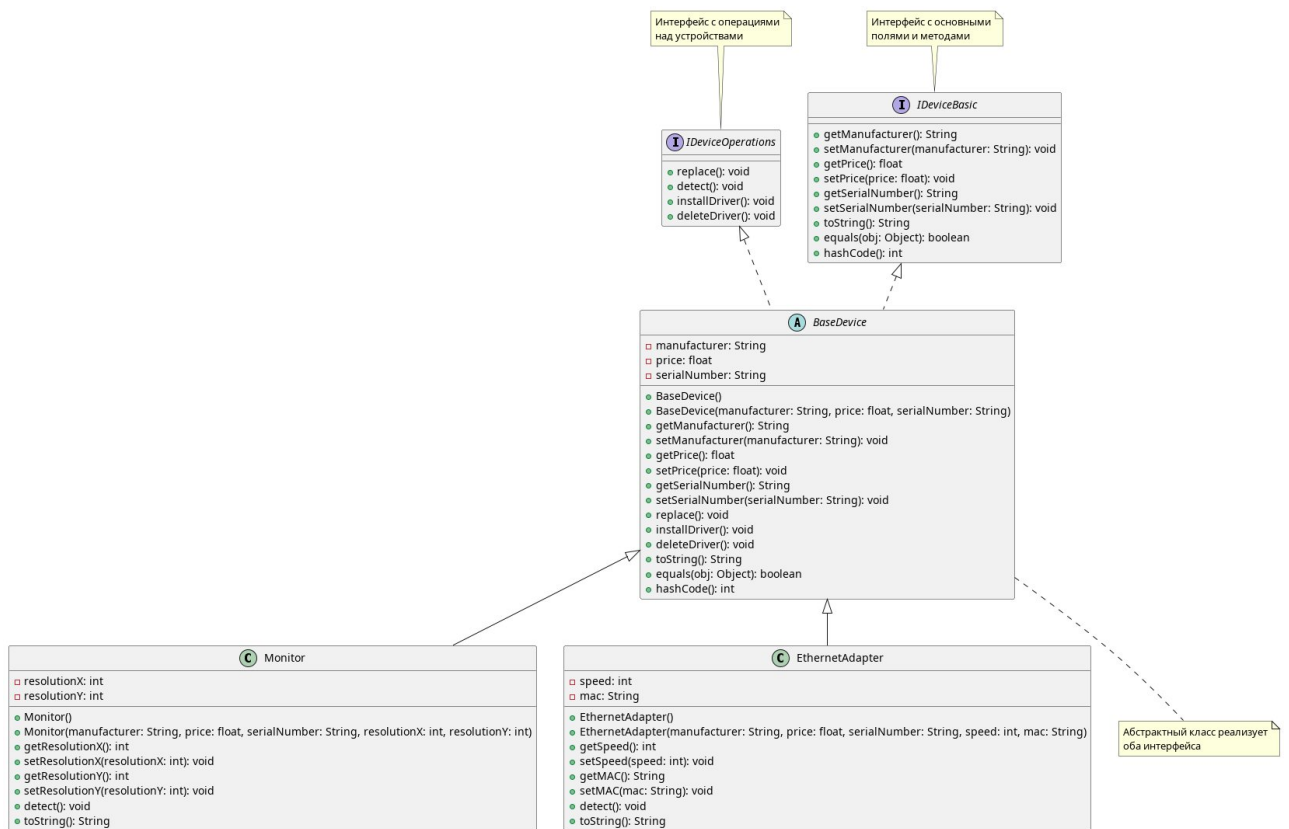 Интерфейс с операциями
над устройствами
Интерфейс с основными
полями и методами
I IDeviceOperations
replace(): void
detect(): void
installDriver(): void
deleteDriver(): void
I IDeviceBasic
getManufacturer(): String
setManufacturer(manufacturer: String): void
getPrice(): float
setPrice(price: float): void
getSerialNumber(): String
setSerialNumber(serialNumber: String): void
toString(): String
equals(obj: Object): boolean
hashCode(): int
A BaseDevice
manufacturer: String
price: float
serialNumber: String
BaseDevice()
BaseDevice(manufacturer: String, price: float, serialNumber: String)
getManufacturer(): String
setManufacturer(manufacturer: String): void
getPrice(): float
setPrice(price: float): void
getSerialNumber(): String
setSerialNumber(serialNumber: String): void
replace(): void
installDriver(): void
deleteDriver(): void
toString(): String
equals(obj: Object): boolean
hashCode(): int
C Monitor
resolutionX: int
resolutionY: int
Monitor()
Monitor(manufacturer: String, price: float, serialNumber: String, resolutionX: int, resolutionY: int)
getResolutionX(): int
setResolutionX(resolutionX: int): void
getResolutionY(): int
setResolutionY(resolutionY: int): void
detect(): void
toString(): String
C EthernetAdapter
speed: int
mac: String
EthernetAdapter()
EthernetAdapter(manufacturer: String, price: float, serialNumber: String, speed: int, mac: String)
getSpeed(): int
setSpeed(speed: int): void
getMAC(): String
setMAC(mac: String): void
detect(): void
toString(): String
Абстрактный класс реализует
оба интерфейса